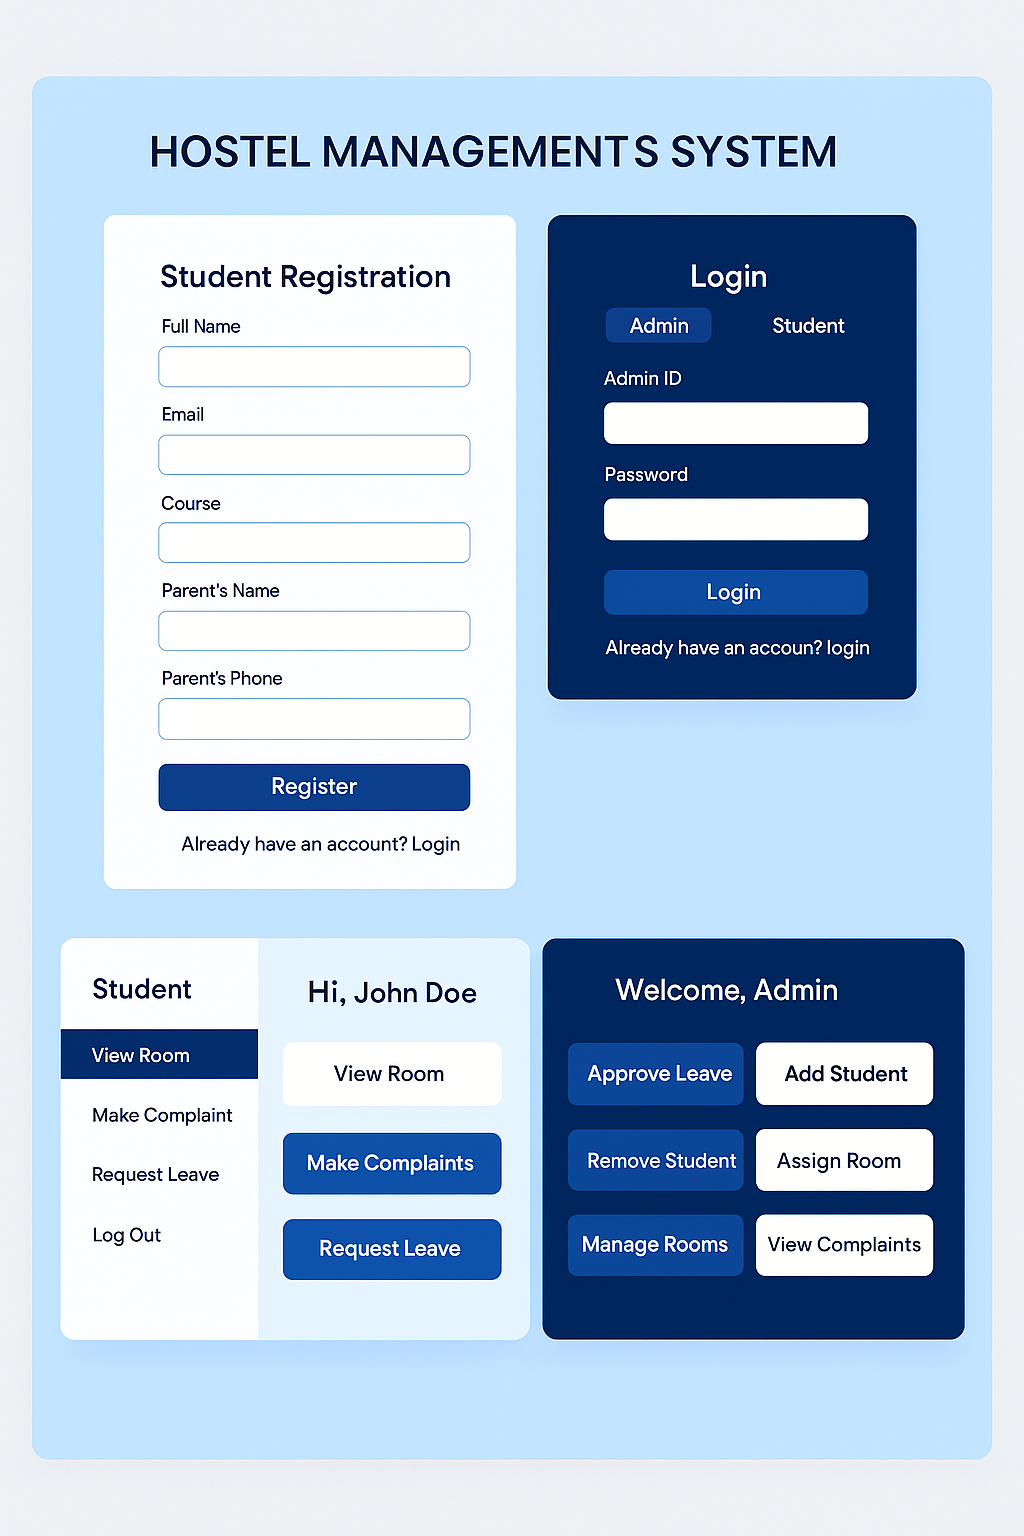 HOSTEL MANAGEMENTS SYSTEM
Student Registration
Full Name
Email
Course
Parent's Name
Parent's Phone
Register
Already have an account? Login
Login
Admin Student
Admin ID
Password
Login
Already have an accoun? login
Student
View Room
Make Complaint
Request Leave
Log Out
Hi, John Doe
View Room
Make Complaints
Request Leave
Welcome, Admin
Approve Leave Add Student
Remove Student Assign Room
Manage Rooms View Complaints